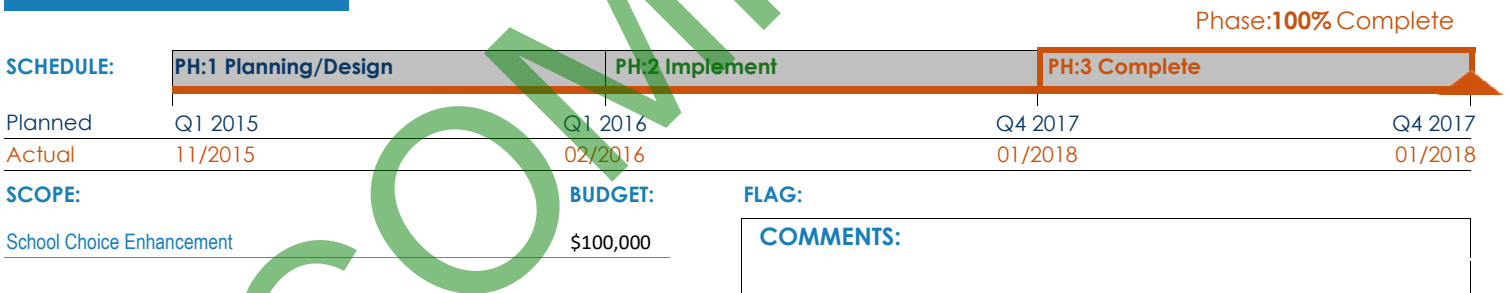 Phase:100% Complete
SCHEDULE: PH:1 Planning/Design PH:2 Implement PH:3 Complete
Planned Q1 2015 Q1 2016 Q4 2017 Q4 2017
Actual 11/2015 02/2016 01/2018 01/2018
SCOPE: BUDGET: FLAG:
School Choice Enhancement $100,000 COMMENTS: